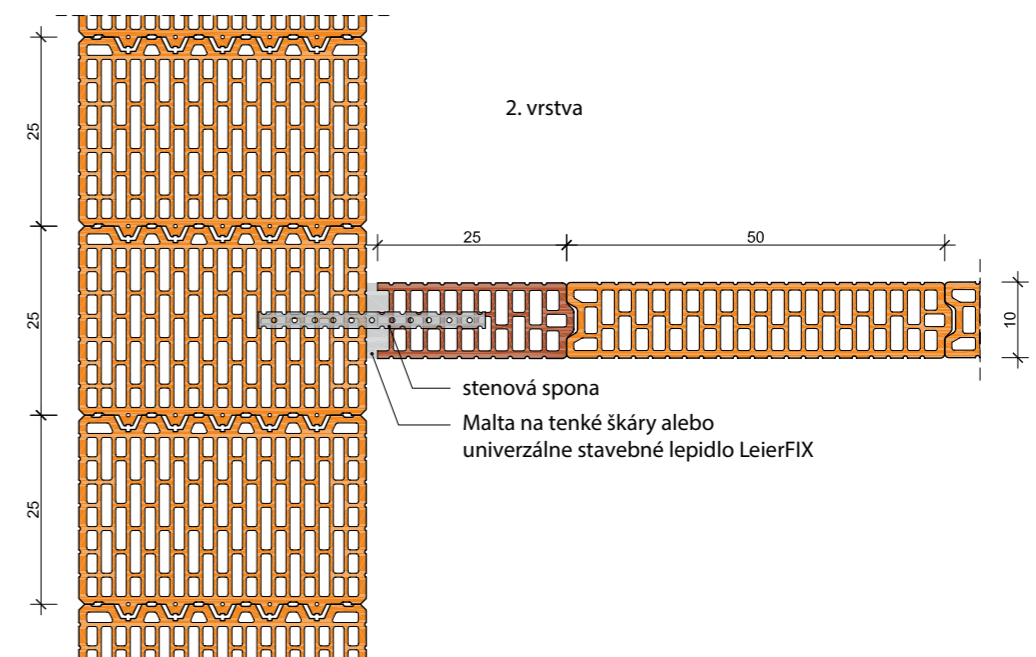 2. vrstva
25
25
50
25
10
stenová spona
Malta na tenké škáry alebo
univerzálne stavebné lepidlo LeierFIX
25